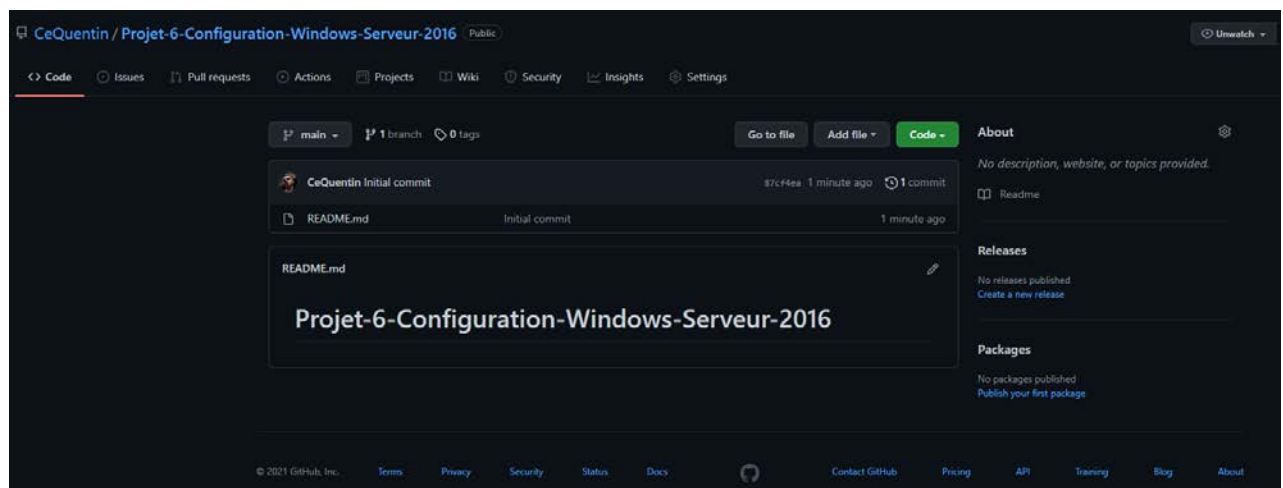 CeQuentin / Projet-6-Configuration-Windows-Serveur-2016 Public
Unwatch
<> Code Issues Pull requests Actions Projects Wiki Security Insights Settings
main 1 branch 0 tags Go to file Add file Code
CeQuentin Initial commit 87cf4ea 1 minute ago 1 commit
README.md Initial commit 1 minute ago
README.md
Projet-6-Configuration-Windows-Serveur-2016
About
No description, website, or topics provided.
Readme
Releases
No releases published
Create a new release
Packages
No packages published
Publish your first package
© 2021 GitHub, Inc. Terms Privacy Security Status Docs Contact GitHub Pricing API Training Blog About